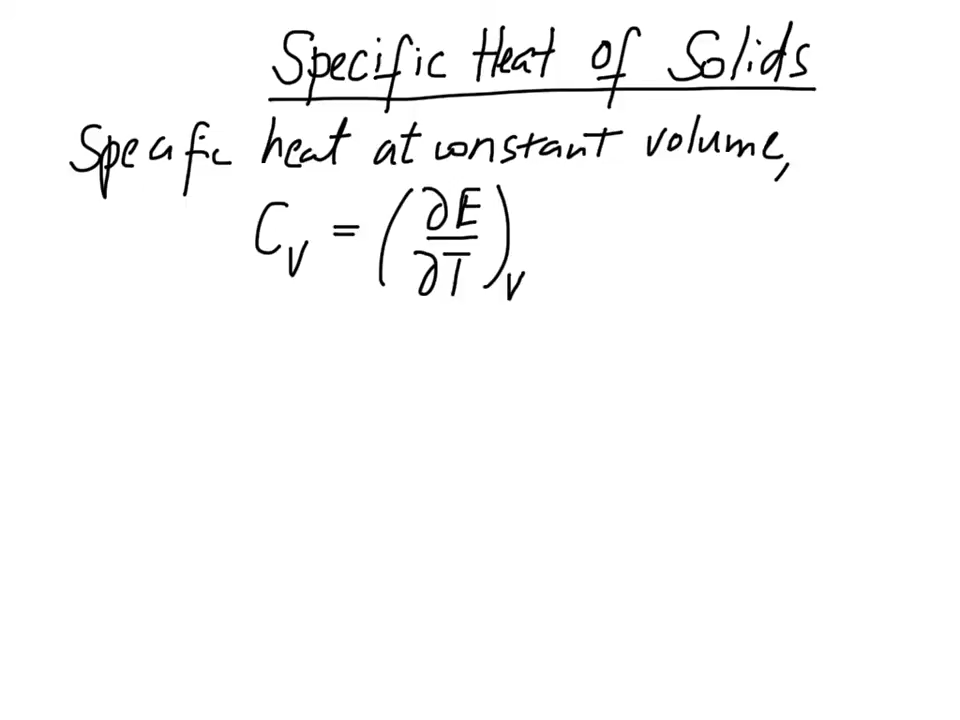 Specific Heat of Solids
Specific heat at constant volume,
C_V = (∂E/∂T)_V